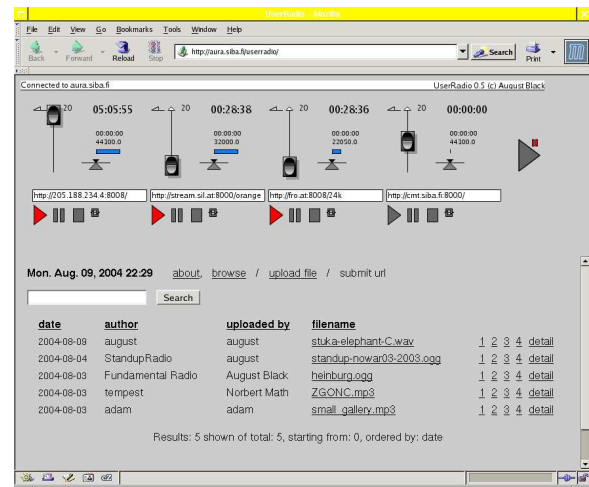 UserRadio - Mozilla
File Edit View Go Bookmarks Tools Window Help
Back Forward Reload Stop http://aura.siba.fi/userradio/ Search Print
Connected to aura.siba.fi UserRadio 0.5 (c) August Black
20 05:05:55 20 00:28:38 20 00:28:36 20 00:00:00
00:00:00 00:00:00 00:00:00 00:00:00
44100.0 32000.0 22050.0 44100.0
http://205.188.234.4:8008/ http://stream.sil.at:8000/orange http://fro.at:8008/24k http://cmt.siba.fi:8000/
Mon. Aug. 09, 2004 22:29 about, browse / upload file / submit url
Search
date author uploaded by filename
2004-08-09 august august stuka-elephant-C.wav 1 2 3 4 detail
2004-08-04 StandupRadio august standup-nowar03-2003.ogg 1 2 3 4 detail
2004-08-03 Fundamental Radio August Black heinburg.ogg 1 2 3 4 detail
2004-08-03 tempest Norbert Math ZGONC.mp3 1 2 3 4 detail
2004-08-03 adam adam small_gallery.mp3 1 2 3 4 detail
Results: 5 shown of total: 5, starting from: 0, ordered by: date